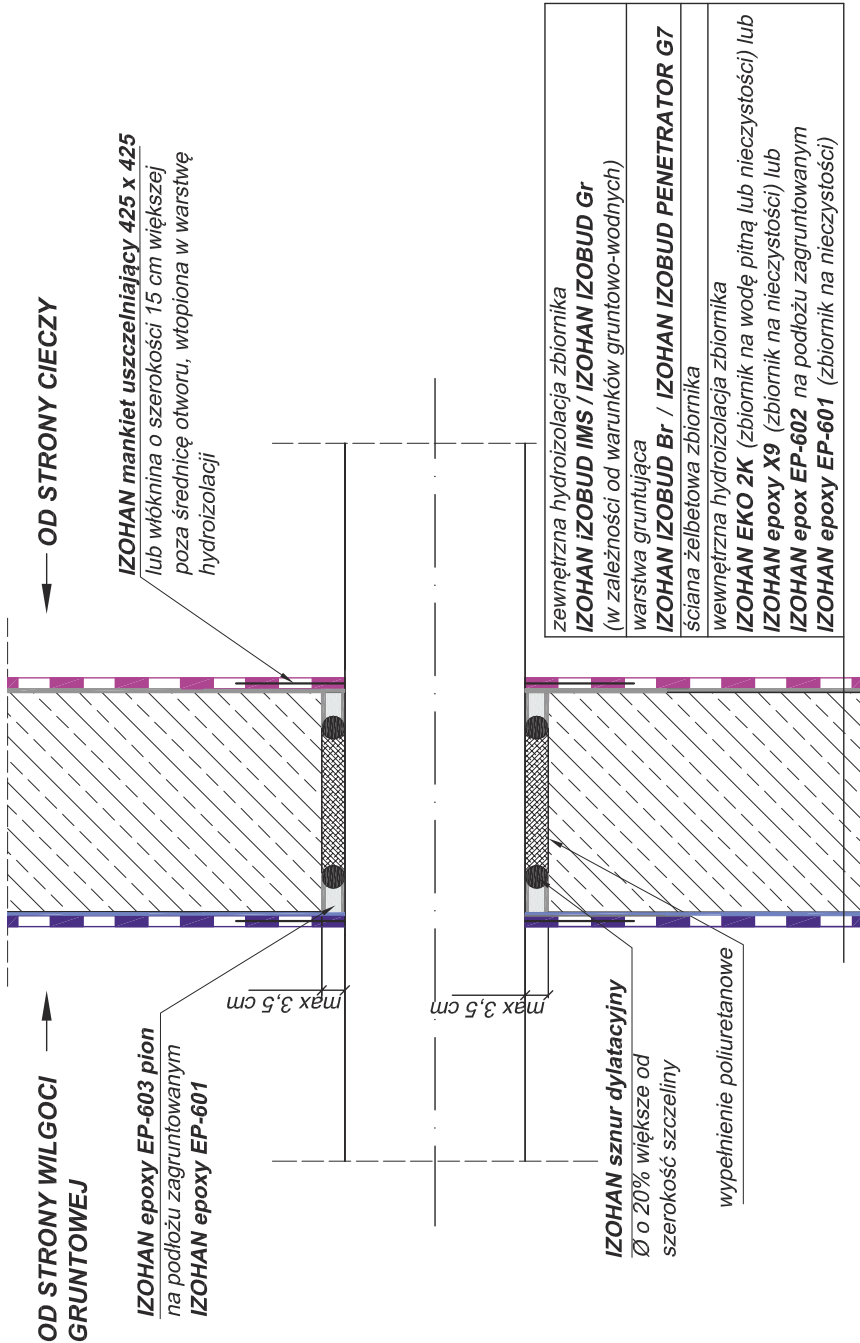 OD STRONY WILGOCI
GRUNTOWEJ
OD STRONY CIECZY
IZOHAN epoxy EP-603 pion
na podłożu zagruntowanym
IZOHAN epoxy EP-601
IZOHAN mankiet uszczelniający 425 x 425
lub włóknina o szerokości 15 cm większej
poza średnicę otworu, wtopiona w warstwę
hydroizolacji
max 3,5 cm
max 3,5 cm
IZOHAN sznur dylatacyjny
Ø o 20% większe od
szerokość szczeliny
wypełnienie poliuretanowe
zewnętrzna hydroizolacja zbiornika
IZOHAN iZOBUD IMS / IZOHAN IZOBUD Gr
(w zależności od warunków gruntowo-wodnych)
warstwa gruntująca
IZOHAN IZOBUD Br / IZOHAN IZOBUD PENETRATOR G7
ściana żelbetowa zbiornika
wewnętrzna hydroizolacja zbiornika
IZOHAN EKO 2K (zbiornik na wodę pitną lub nieczystości) lub
IZOHAN epoxy X9 (zbiornik na nieczystości) lub
IZOHAN epox EP-602 na podłożu zagruntowanym
IZOHAN epoxy EP-601 (zbiornik na nieczystości)